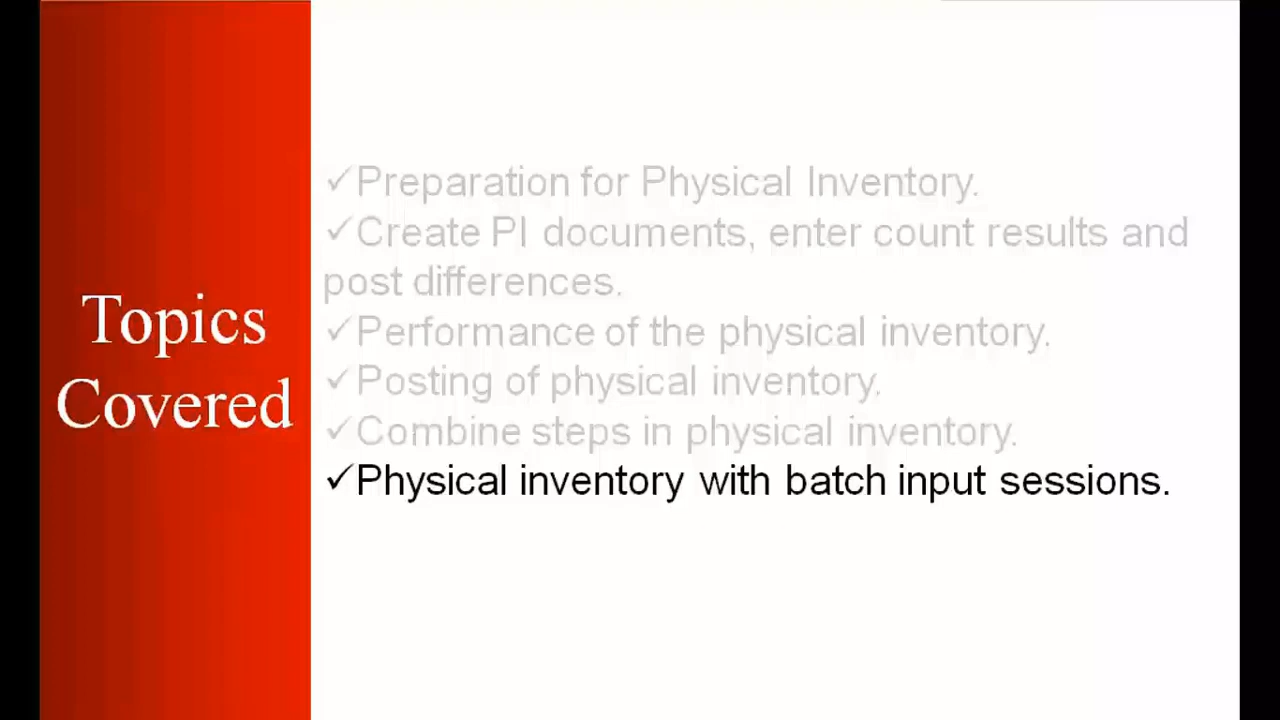 Topics
Covered
✓Preparation for Physical Inventory.
✓Create PI documents, enter count results and
post differences.
✓Performance of the physical inventory.
✓Posting of physical inventory.
✓Combine steps in physical inventory.
✓Physical inventory with batch input sessions.